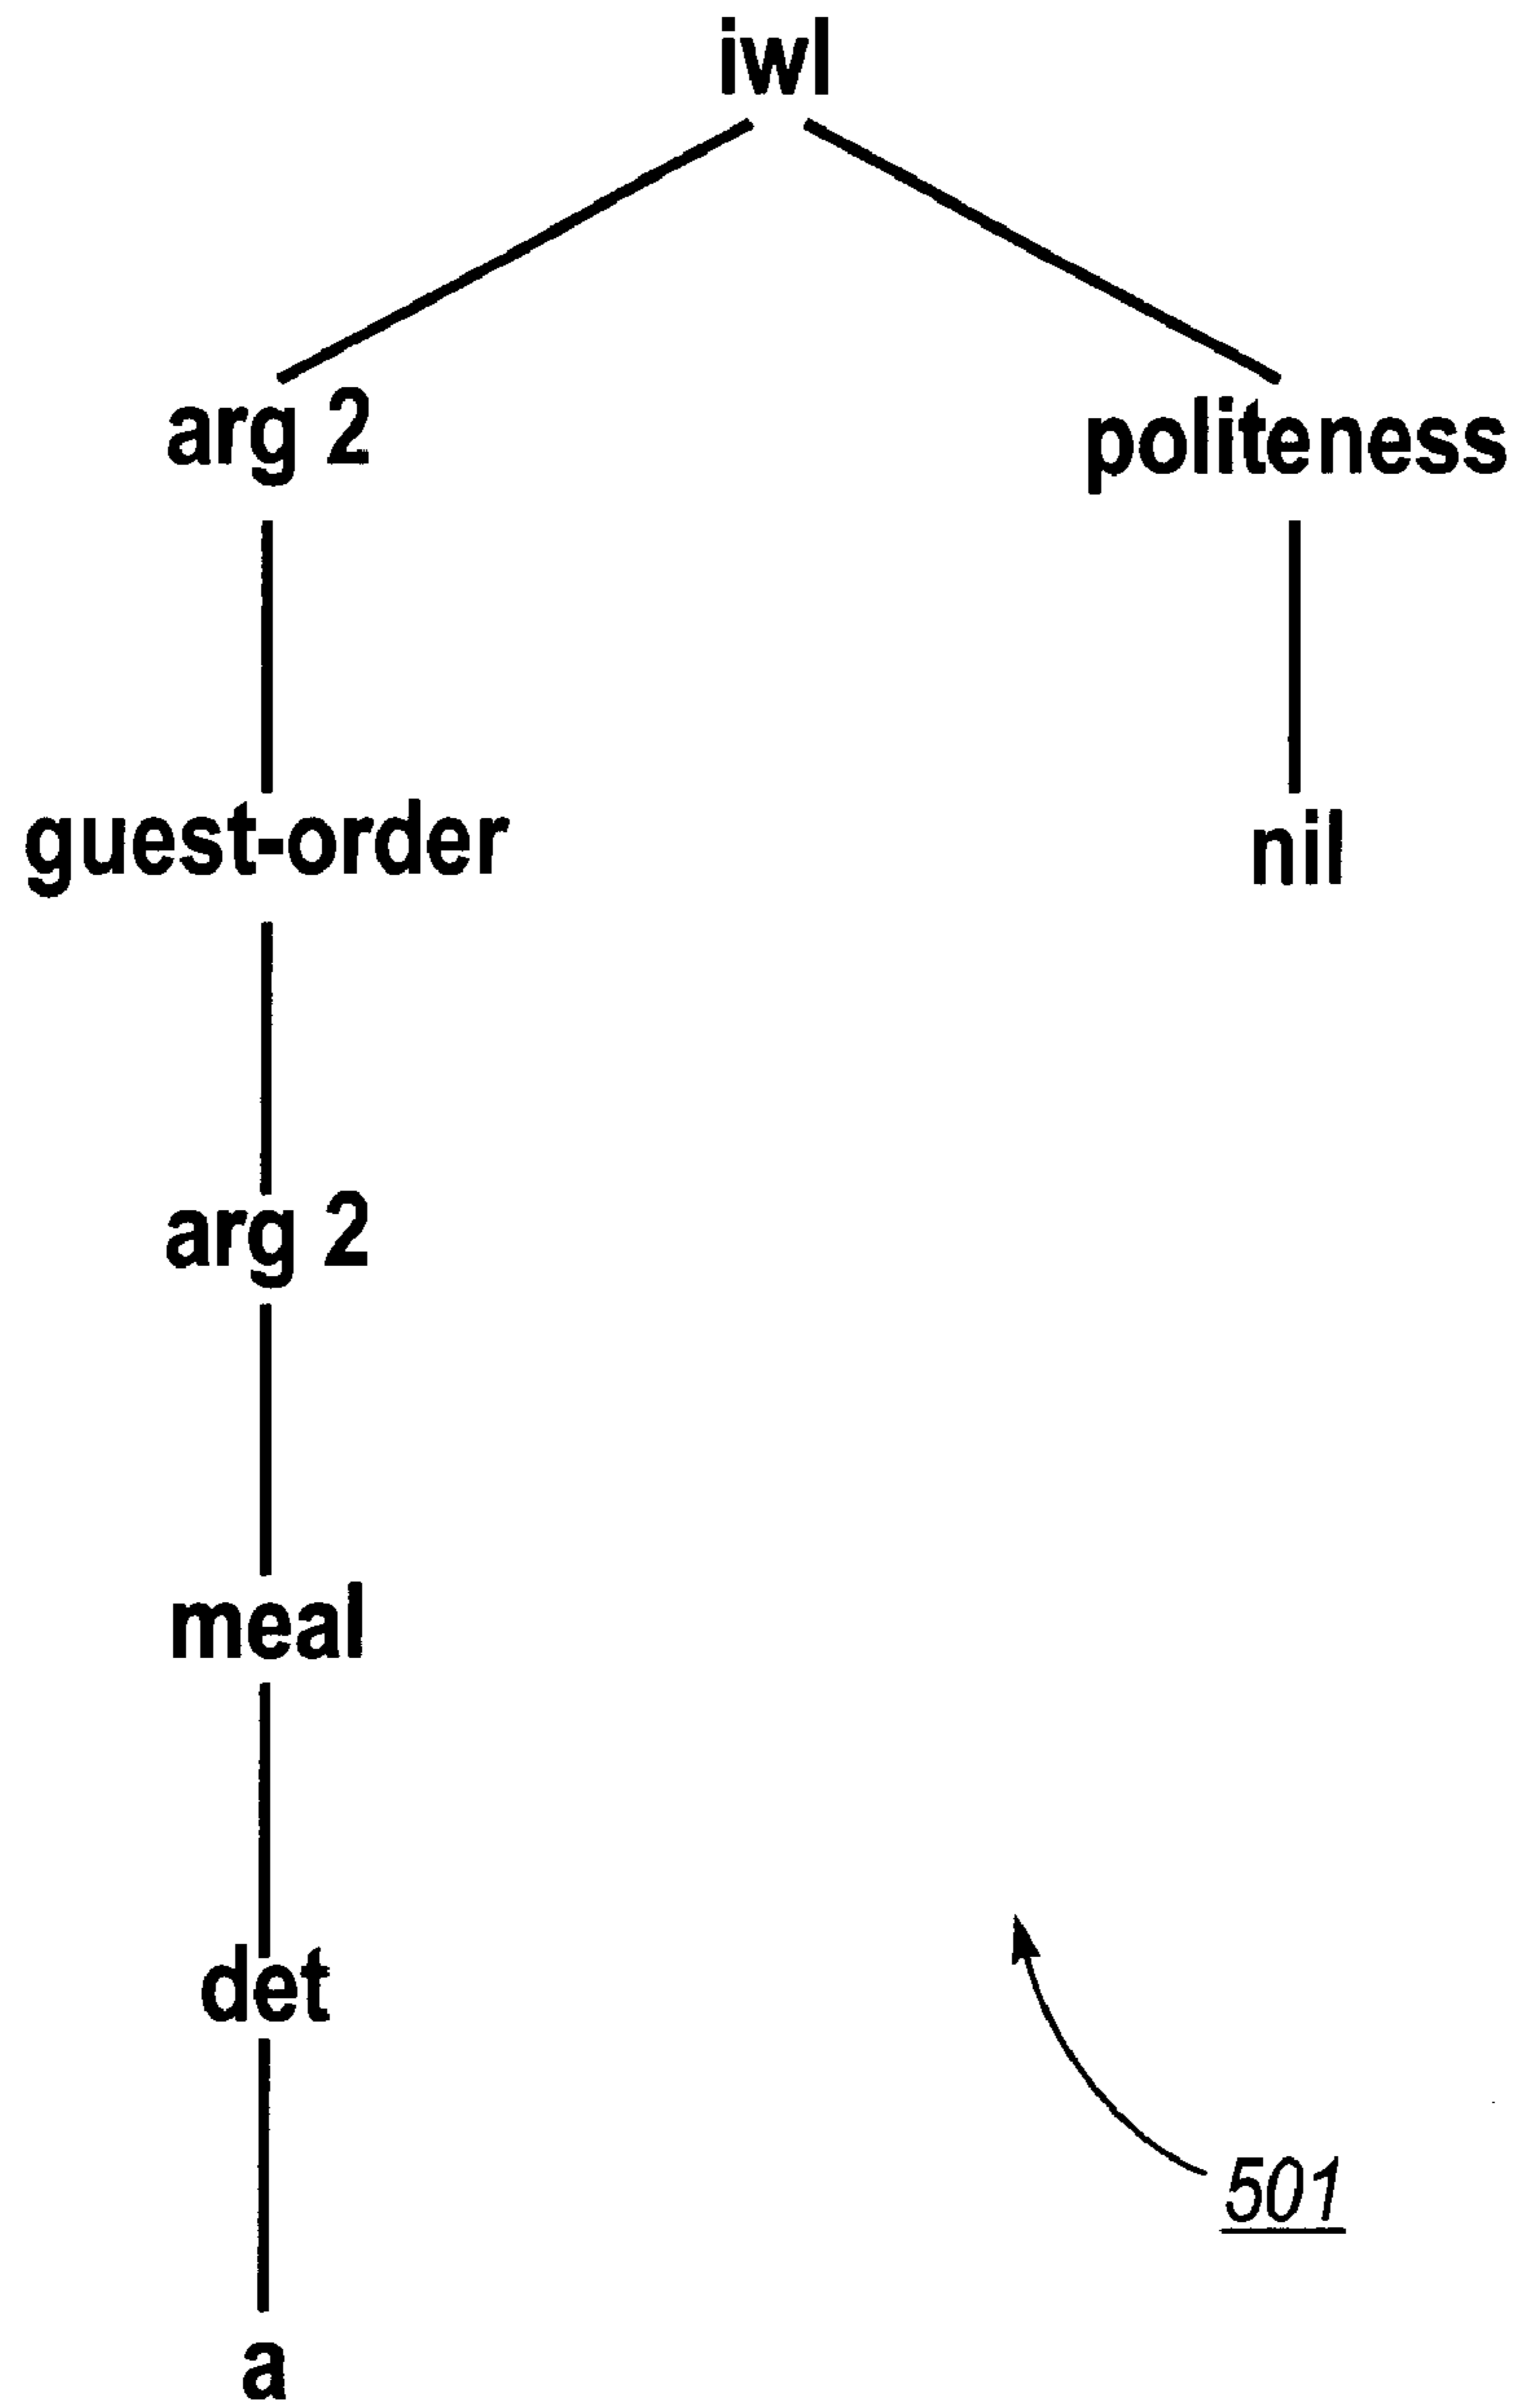 iwl
arg 2
politeness
guest-order
nil
arg 2
meal
det
501
a